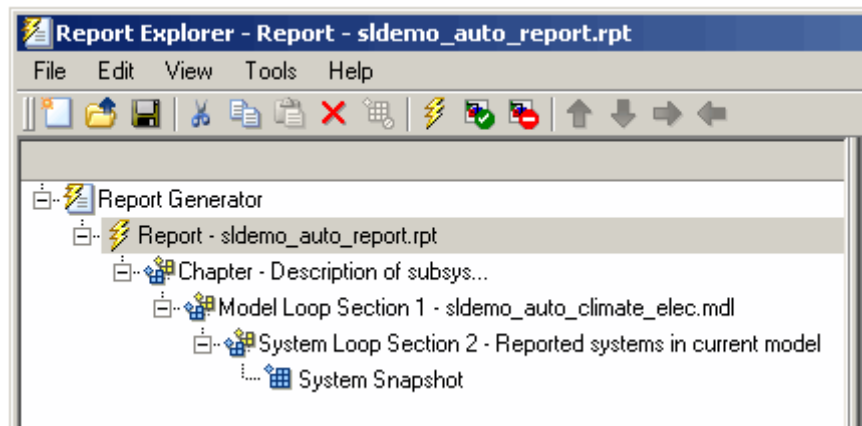 Report Explorer - Report - sldemo_auto_report.rpt
File Edit View Tools Help
Report Generator
Report - sldemo_auto_report.rpt
Chapter - Description of subsys...
Model Loop Section 1 - sldemo_auto_climate_elec.mdl
System Loop Section 2 - Reported systems in current model
System Snapshot